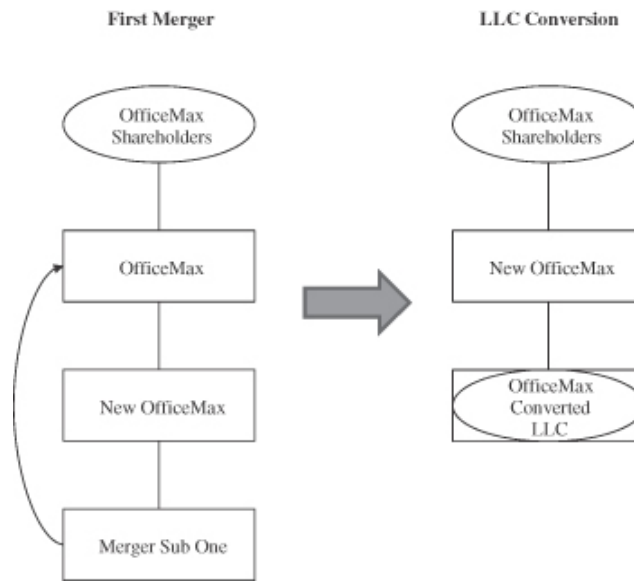 First Merger
OfficeMax
Shareholders
OfficeMax
New OfficeMax
Merger Sub One
LLC Conversion
OfficeMax
Shareholders
New OfficeMax
OfficeMax
Converted
LLC